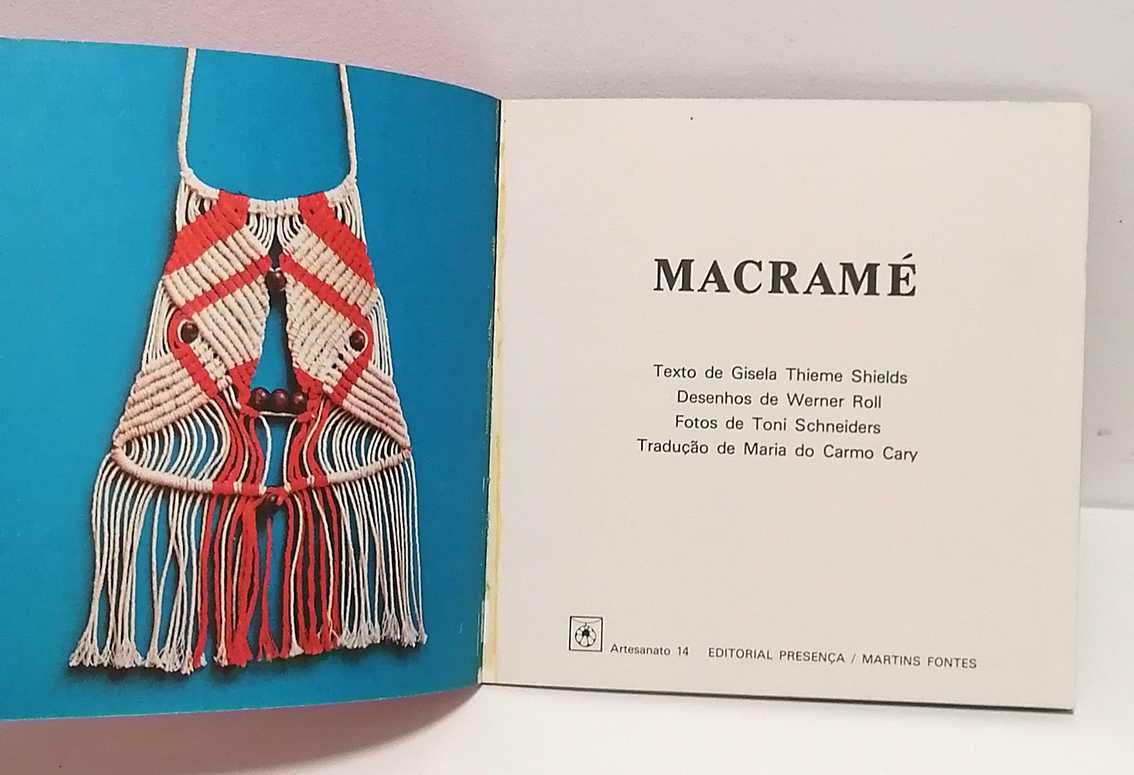 MACRAMÉ
Texto de Gisela Thieme Shields
Desenhos de Werner Roll
Fotos de Toni Schneiders
Tradução de Maria do Carmo Cary
Artesanato 14 EDITORIAL PRESENÇA / MARTINS FONTES